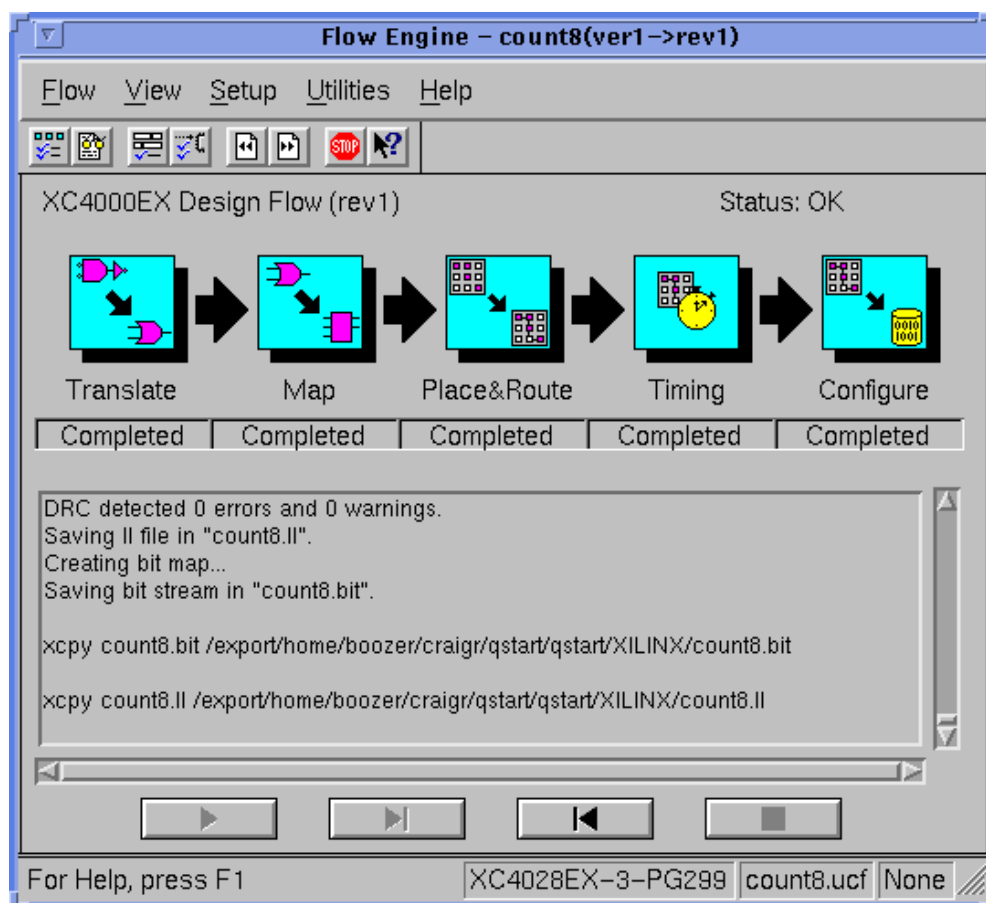 Flow Engine – count8(ver1->rev1)
Flow View Setup Utilities Help
STOP ?
XC4000EX Design Flow (rev1) Status: OK
0010
1001
Translate Map Place&Route Timing Configure
Completed Completed Completed Completed Completed
DRC detected 0 errors and 0 warnings.
Saving ll file in "count8.ll".
Creating bit map...
Saving bit stream in "count8.bit".
xcpy count8.bit /export/home/boozer/craigr/qstart/qstart/XILINX/count8.bit
xcpy count8.ll /export/home/boozer/craigr/qstart/qstart/XILINX/count8.ll
For Help, press F1 XC4028EX–3–PG299 count8.ucf None